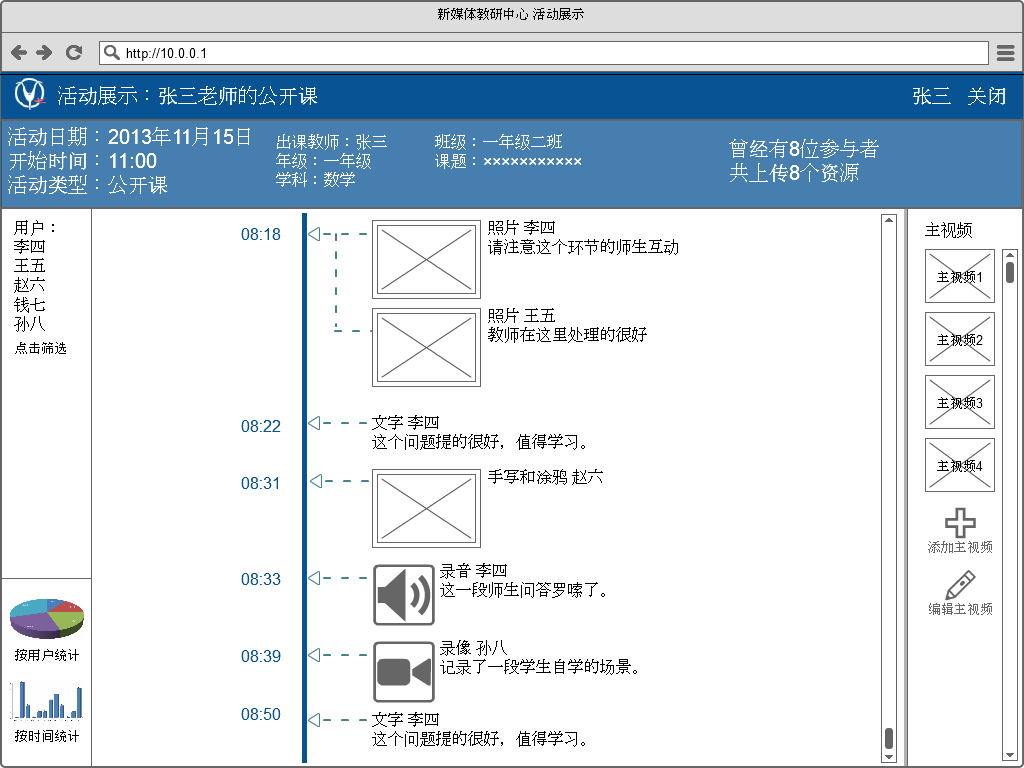 新媒体教研中心 活动展示
http://10.0.0.1
活动展示：张三老师的公开课
张三 关闭
活动日期：2013年11月15日
开始时间：11:00
活动类型：公开课
出课教师：张三
年级：一年级
学科：数学
班级：一年级二班
课题：×××××××××××
曾经有8位参与者
共上传8个资源
用户：
李四
王五
赵六
钱七
孙八
点击筛选
按用户统计
按时间统计
08:18
照片 李四
请注意这个环节的师生互动
照片 王五
教师在这里处理的很好
08:22
文字 李四
这个问题提的很好，值得学习。
08:31
手写和涂鸦 赵六
08:33
录音 李四
这一段师生问答罗嗦了。
08:39
录像 孙八
记录了一段学生自学的场景。
08:50
文字 李四
这个问题提的很好，值得学习。
主视频
主视频1
主视频2
主视频3
主视频4
添加主视频
编辑主视频